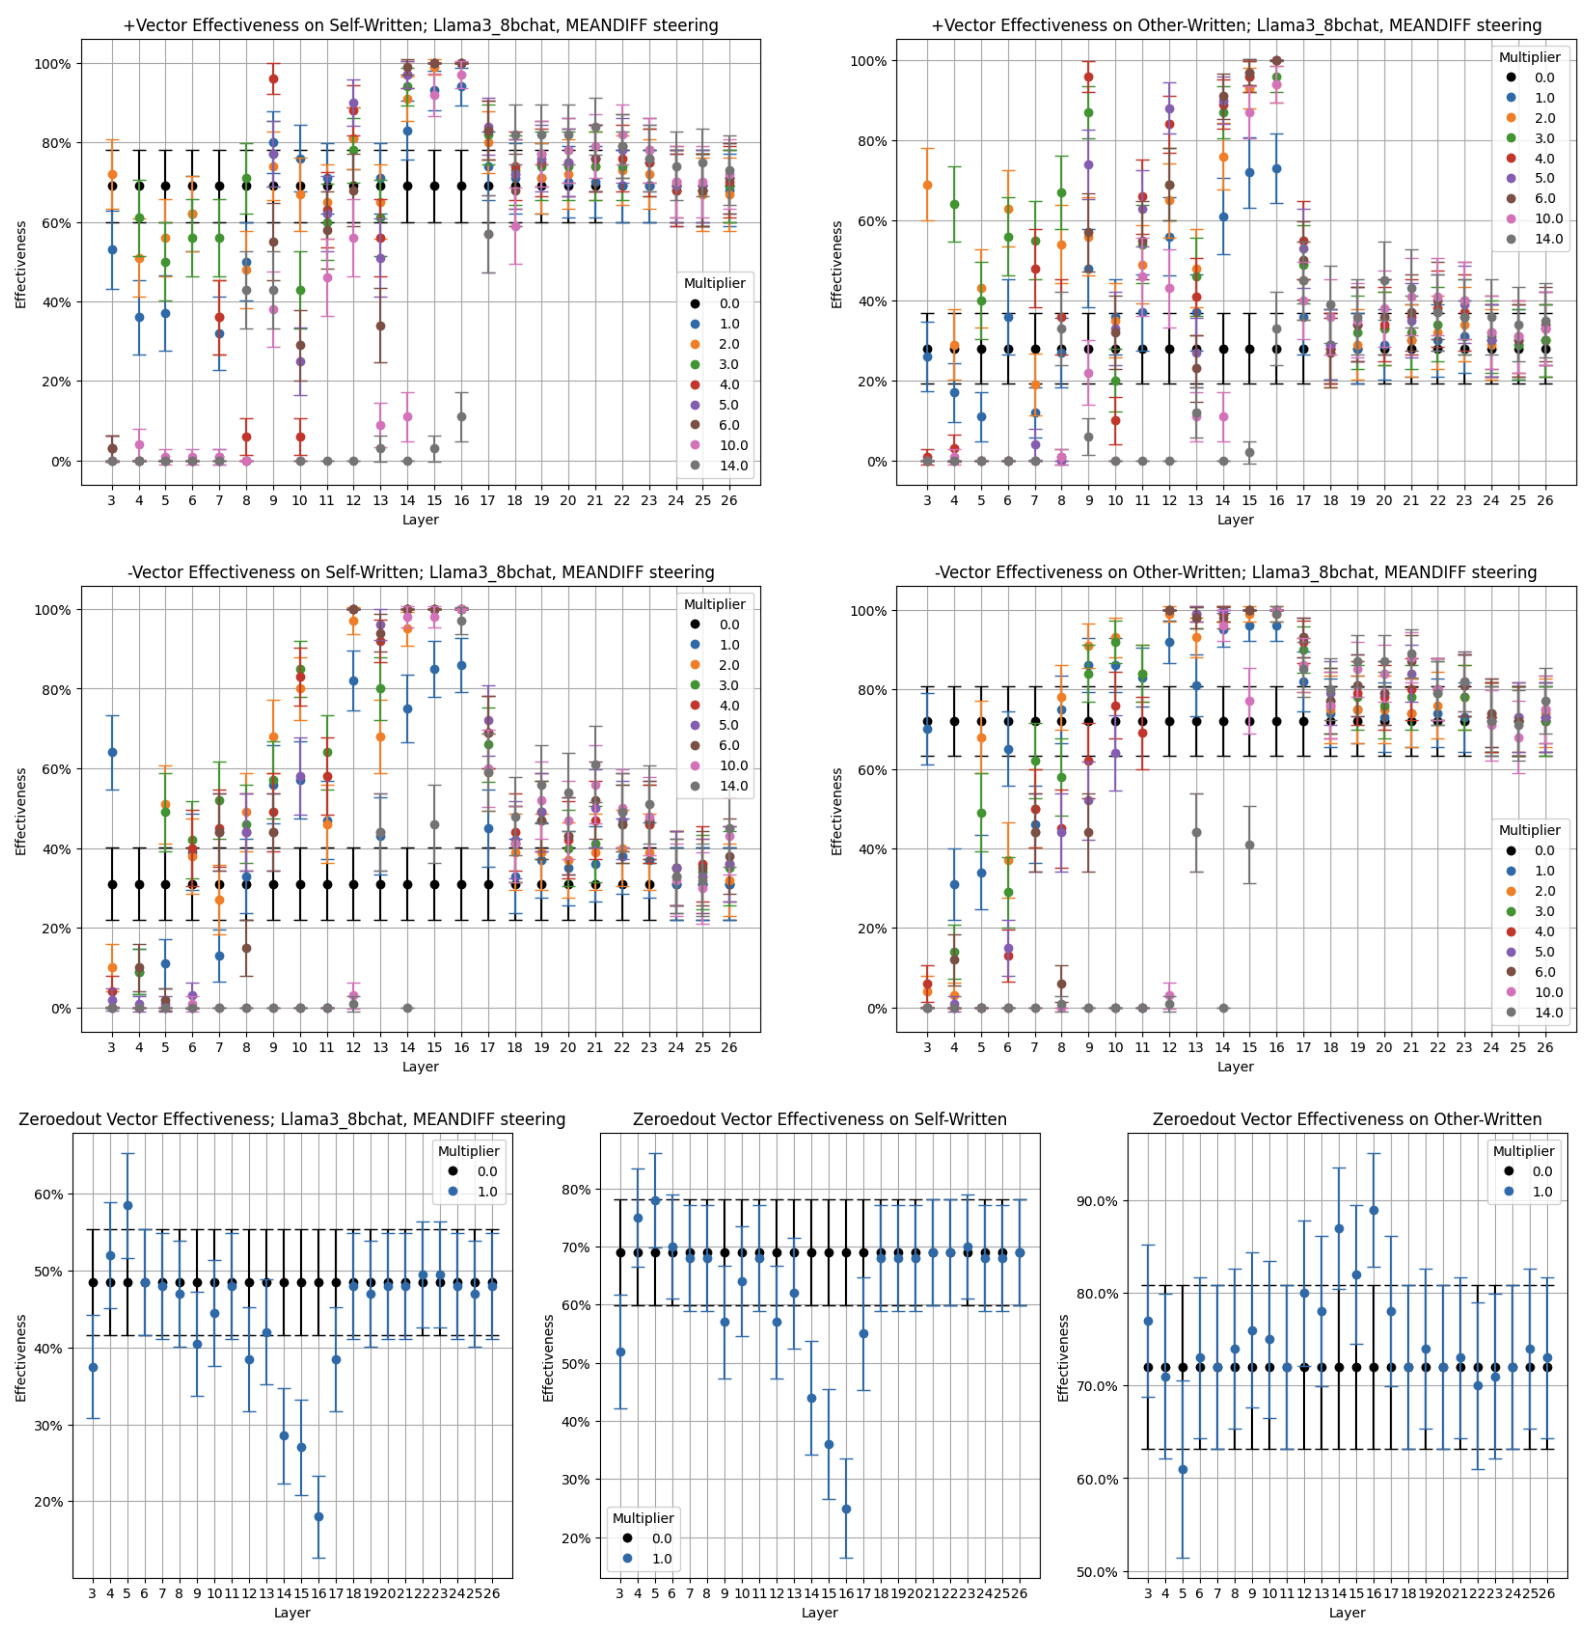 +Vector Effectiveness on Self-Written; Llama3_8bchat, MEANDIFF steering
100%
80%
60%
40%
20%
0%
Effectiveness
3 4 5 6 7 8 9 10 11 12 13 14 15 16 17 18 19 20 21 22 23 24 25 26
Layer
Multiplier
0.0
1.0
2.0
3.0
4.0
5.0
6.0
10.0
14.0
+Vector Effectiveness on Other-Written; Llama3_8bchat, MEANDIFF steering
100%
80%
60%
40%
20%
0%
Effectiveness
3 4 5 6 7 8 9 10 11 12 13 14 15 16 17 18 19 20 21 22 23 24 25 26
Layer
Multiplier
0.0
1.0
2.0
3.0
4.0
5.0
6.0
10.0
14.0
-Vector Effectiveness on Self-Written; Llama3_8bchat, MEANDIFF steering
100%
80%
60%
40%
20%
0%
Effectiveness
3 4 5 6 7 8 9 10 11 12 13 14 15 16 17 18 19 20 21 22 23 24 25 26
Layer
Multiplier
0.0
1.0
2.0
3.0
4.0
5.0
6.0
10.0
14.0
-Vector Effectiveness on Other-Written; Llama3_8bchat, MEANDIFF steering
100%
80%
60%
40%
20%
0%
Effectiveness
3 4 5 6 7 8 9 10 11 12 13 14 15 16 17 18 19 20 21 22 23 24 25 26
Layer
Multiplier
0.0
1.0
2.0
3.0
4.0
5.0
6.0
10.0
14.0
Zeroedout Vector Effectiveness; Llama3_8bchat, MEANDIFF steering
60%
50%
40%
30%
20%
Effectiveness
3 4 5 6 7 8 9 10 11 12 13 14 15 16 17 18 19 20 21 22 23 24 25 26
Layer
Multiplier
0.0
1.0
Zeroedout Vector Effectiveness on Self-Written
80%
70%
60%
50%
40%
30%
20%
Effectiveness
3 4 5 6 7 8 9 10 11 12 13 14 15 16 17 18 19 20 21 22 23 24 25 26
Layer
Multiplier
0.0
1.0
Zeroedout Vector Effectiveness on Other-Written
90.0%
80.0%
70.0%
60.0%
50.0%
Effectiveness
3 4 5 6 7 8 9 10 11 12 13 14 15 16 17 18 19 20 21 22 23 24 25 26
Layer
Multiplier
0.0
1.0